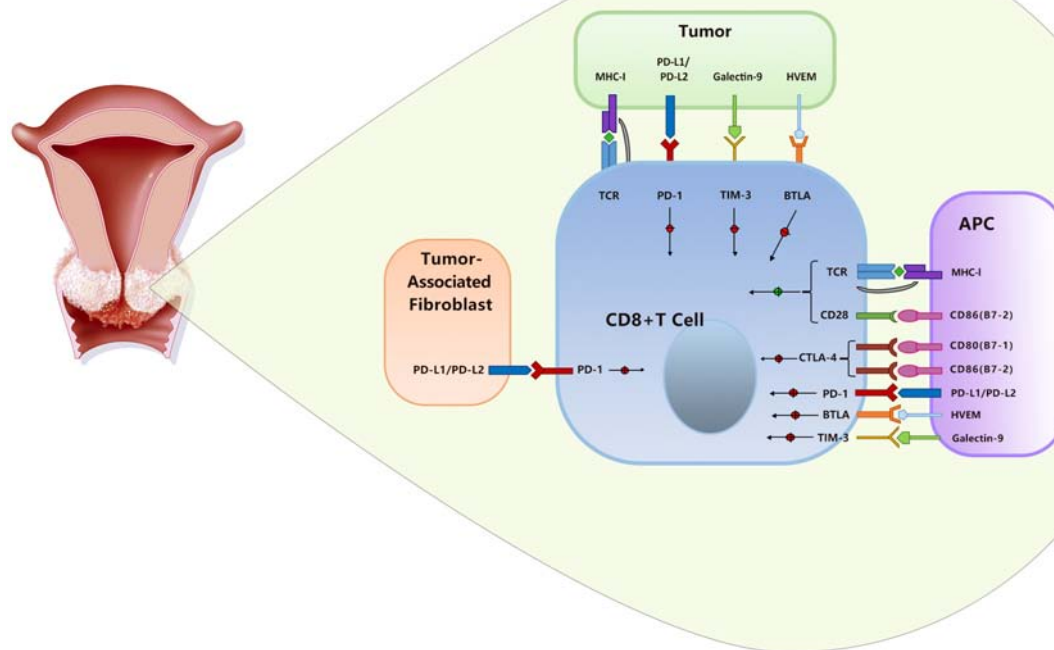 Tumor
MHC-I
PD-L1/
PD-L2
Galectin-9
HVEM
TCR
PD-1
TIM-3
BTLA
Tumor-
Associated
Fibroblast
PD-L1/PD-L2
PD-1
CD8+T Cell
APC
TCR
MHC-I
CD28
CD86(B7-2)
CTLA-4
CD80(B7-1)
CD86(B7-2)
PD-1
PD-L1/PD-L2
BTLA
HVEM
TIM-3
Galectin-9